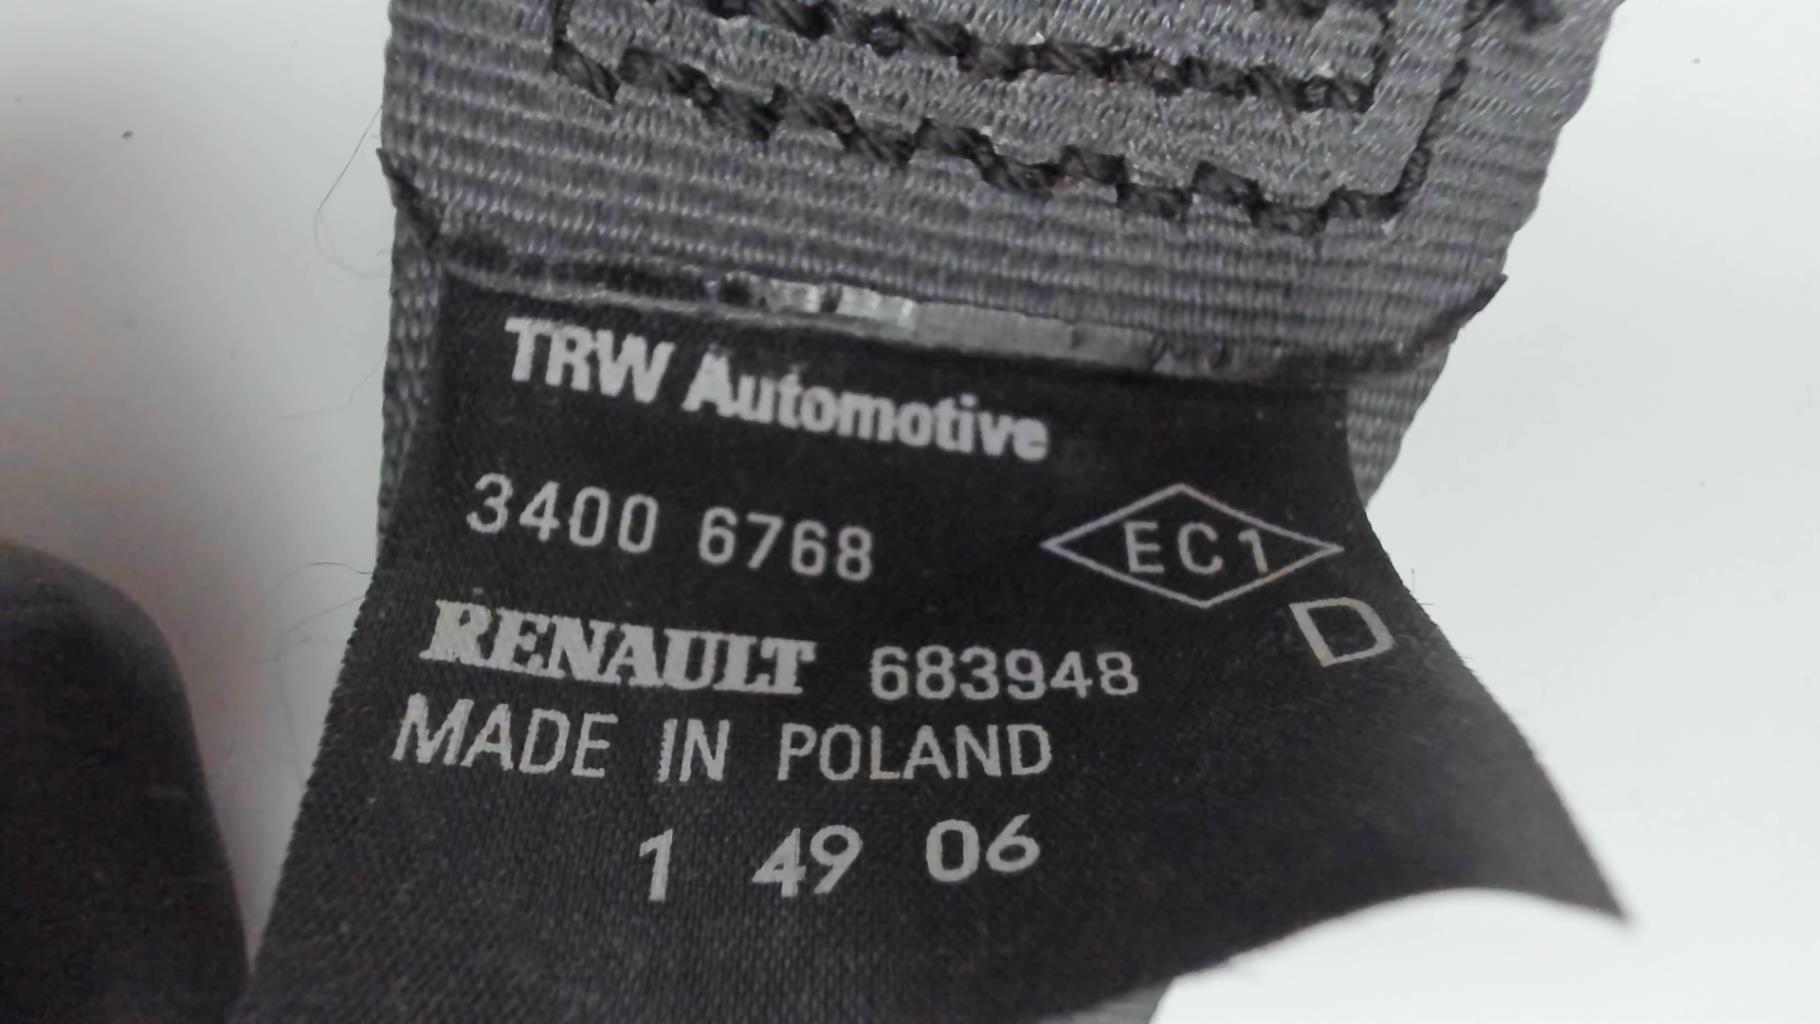 TRW Automotive
3400 6768 EC1
D
RENAULT 683948
MADE IN POLAND
1 49 06